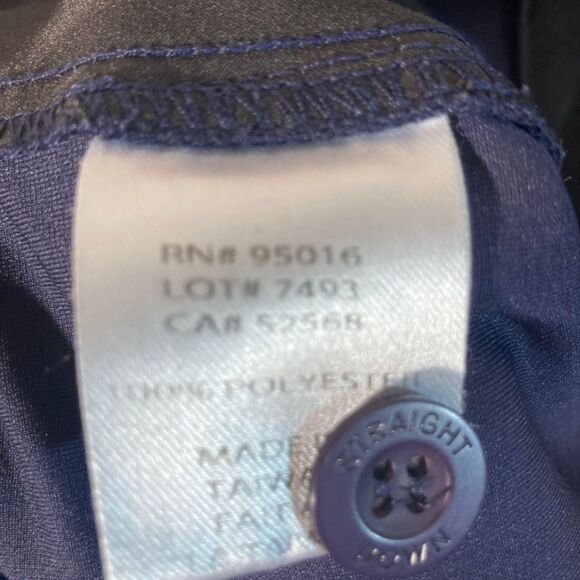 RN# 95016
LOT# 7493
CA# 52568
100% POLYESTER
MADE
STRAIGHT
DOWN